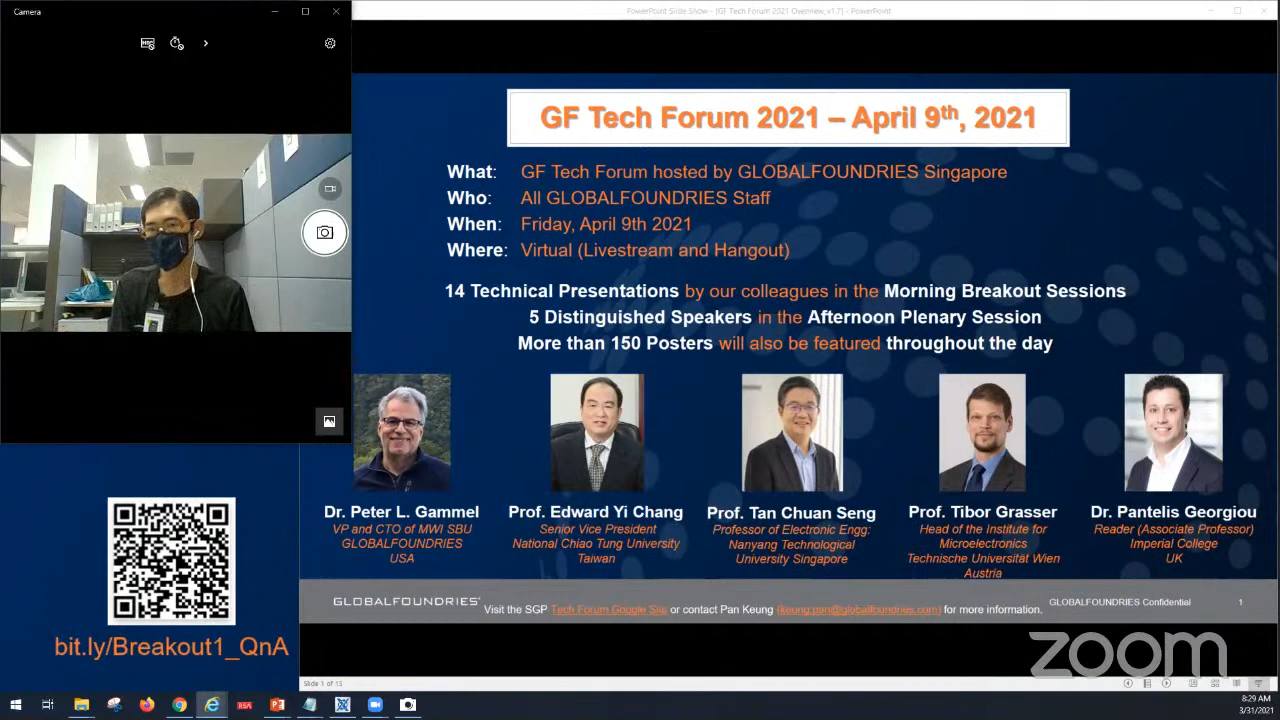 Camera
PowerPoint Slide Show - [GF Tech Forum 2021 Overview_v1.7] - PowerPoint
GF Tech Forum 2021 – April 9th, 2021
What: GF Tech Forum hosted by GLOBALFOUNDRIES Singapore
Who: All GLOBALFOUNDRIES Staff
When: Friday, April 9th 2021
Where: Virtual (Livestream and Hangout)
14 Technical Presentations by our colleagues in the Morning Breakout Sessions
5 Distinguished Speakers in the Afternoon Plenary Session
More than 150 Posters will also be featured throughout the day
Dr. Peter L. Gammel
VP and CTO of MWI SBU
GLOBALFOUNDRIES
USA
Prof. Edward Yi Chang
Senior Vice President
National Chiao Tung University
Taiwan
Prof. Tan Chuan Seng
Professor of Electronic Engg:
Nanyang Technological
University Singapore
Prof. Tibor Grasser
Head of the Institute for
Microelectronics
Technische Universität Wien
Austria
Dr. Pantelis Georgiou
Reader (Associate Professor)
Imperial College
UK
GLOBALFOUNDRIES
Visit the SGP Tech Forum Google Site or contact Pan Keung (keung.pan@globalfoundries.com) for more information.
GLOBALFOUNDRIES Confidential 1
bit.ly/Breakout1_QnA
zoom
Slide 1 of 15
RSA
8:29 AM
3/31/2021